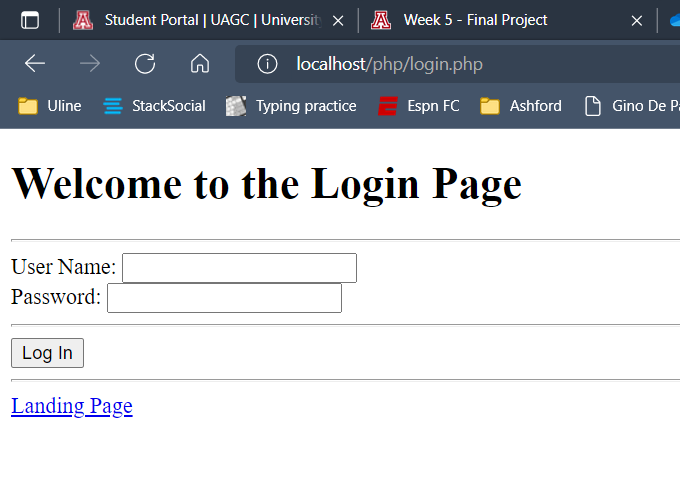 Student Portal | UAGC | Universit
Week 5 - Final Project
localhost/php/login.php
Uline StackSocial Typing practice Espn FC Ashford Gino De Pa
Welcome to the Login Page
User Name:
Password:
Log In
Landing Page